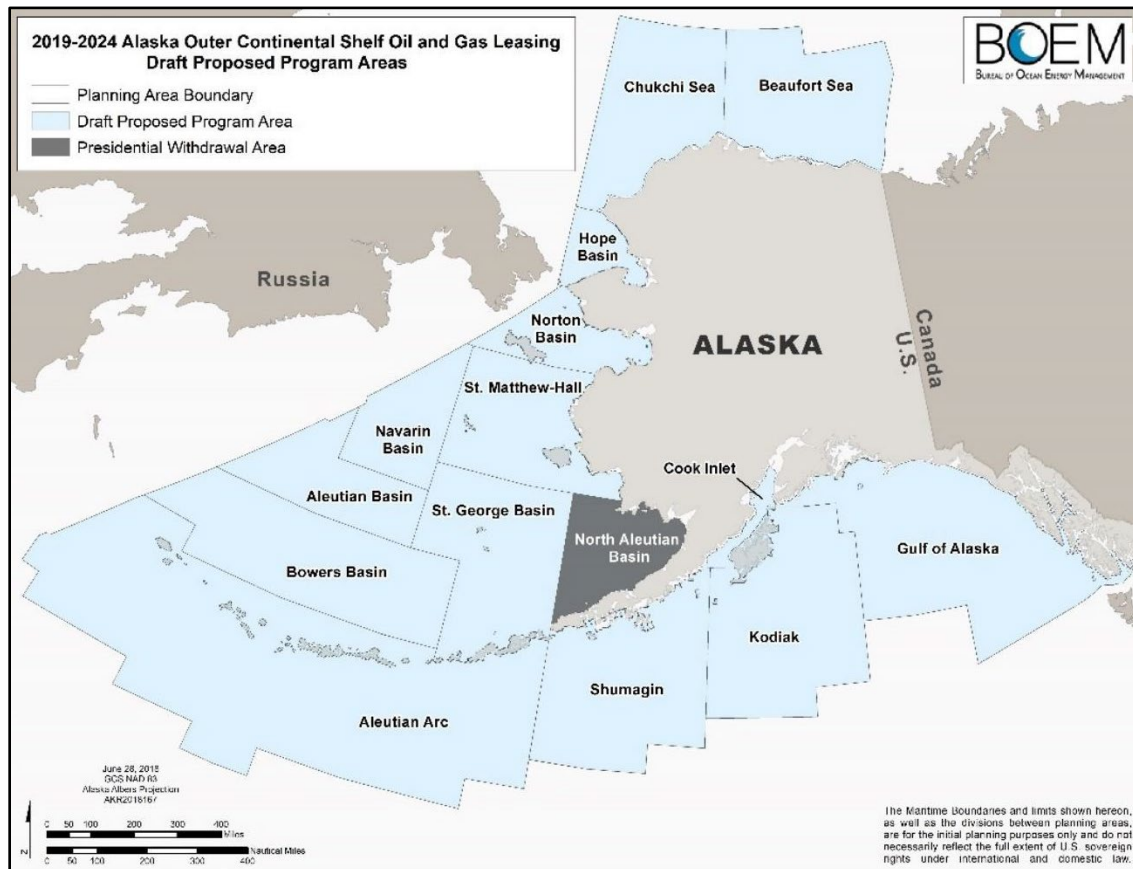 2019-2024 Alaska Outer Continental Shelf Oil and Gas Leasing
Draft Proposed Program Areas
Planning Area Boundary
Draft Proposed Program Area
Presidential Withdrawal Area
BOEM
BUREAU OF OCEAN ENERGY MANAGEMENT
Chukchi Sea
Beaufort Sea
Hope
Basin
Russia
Norton
Basin
ALASKA
Canada
U.S.
St. Matthew-Hall
Navarin
Basin
Cook Inlet
Aleutian Basin
St. George Basin
North Aleutian
Basin
Gulf of Alaska
Bowers Basin
Kodiak
Shumagin
Aleutian Arc
June 28, 2018
GCS NAD 83
Alaska Albers Projection
AKR2018167
0 50 100 200 300 400
Miles
Nautical Miles
0 50 100 200 300 400
N
The Maritime Boundaries and limits shown hereon,
as well as the divisions between planning areas,
are for the initial planning purposes only and do not
necessarily reflect the full extent of U.S. sovereign
rights under international and domestic law.